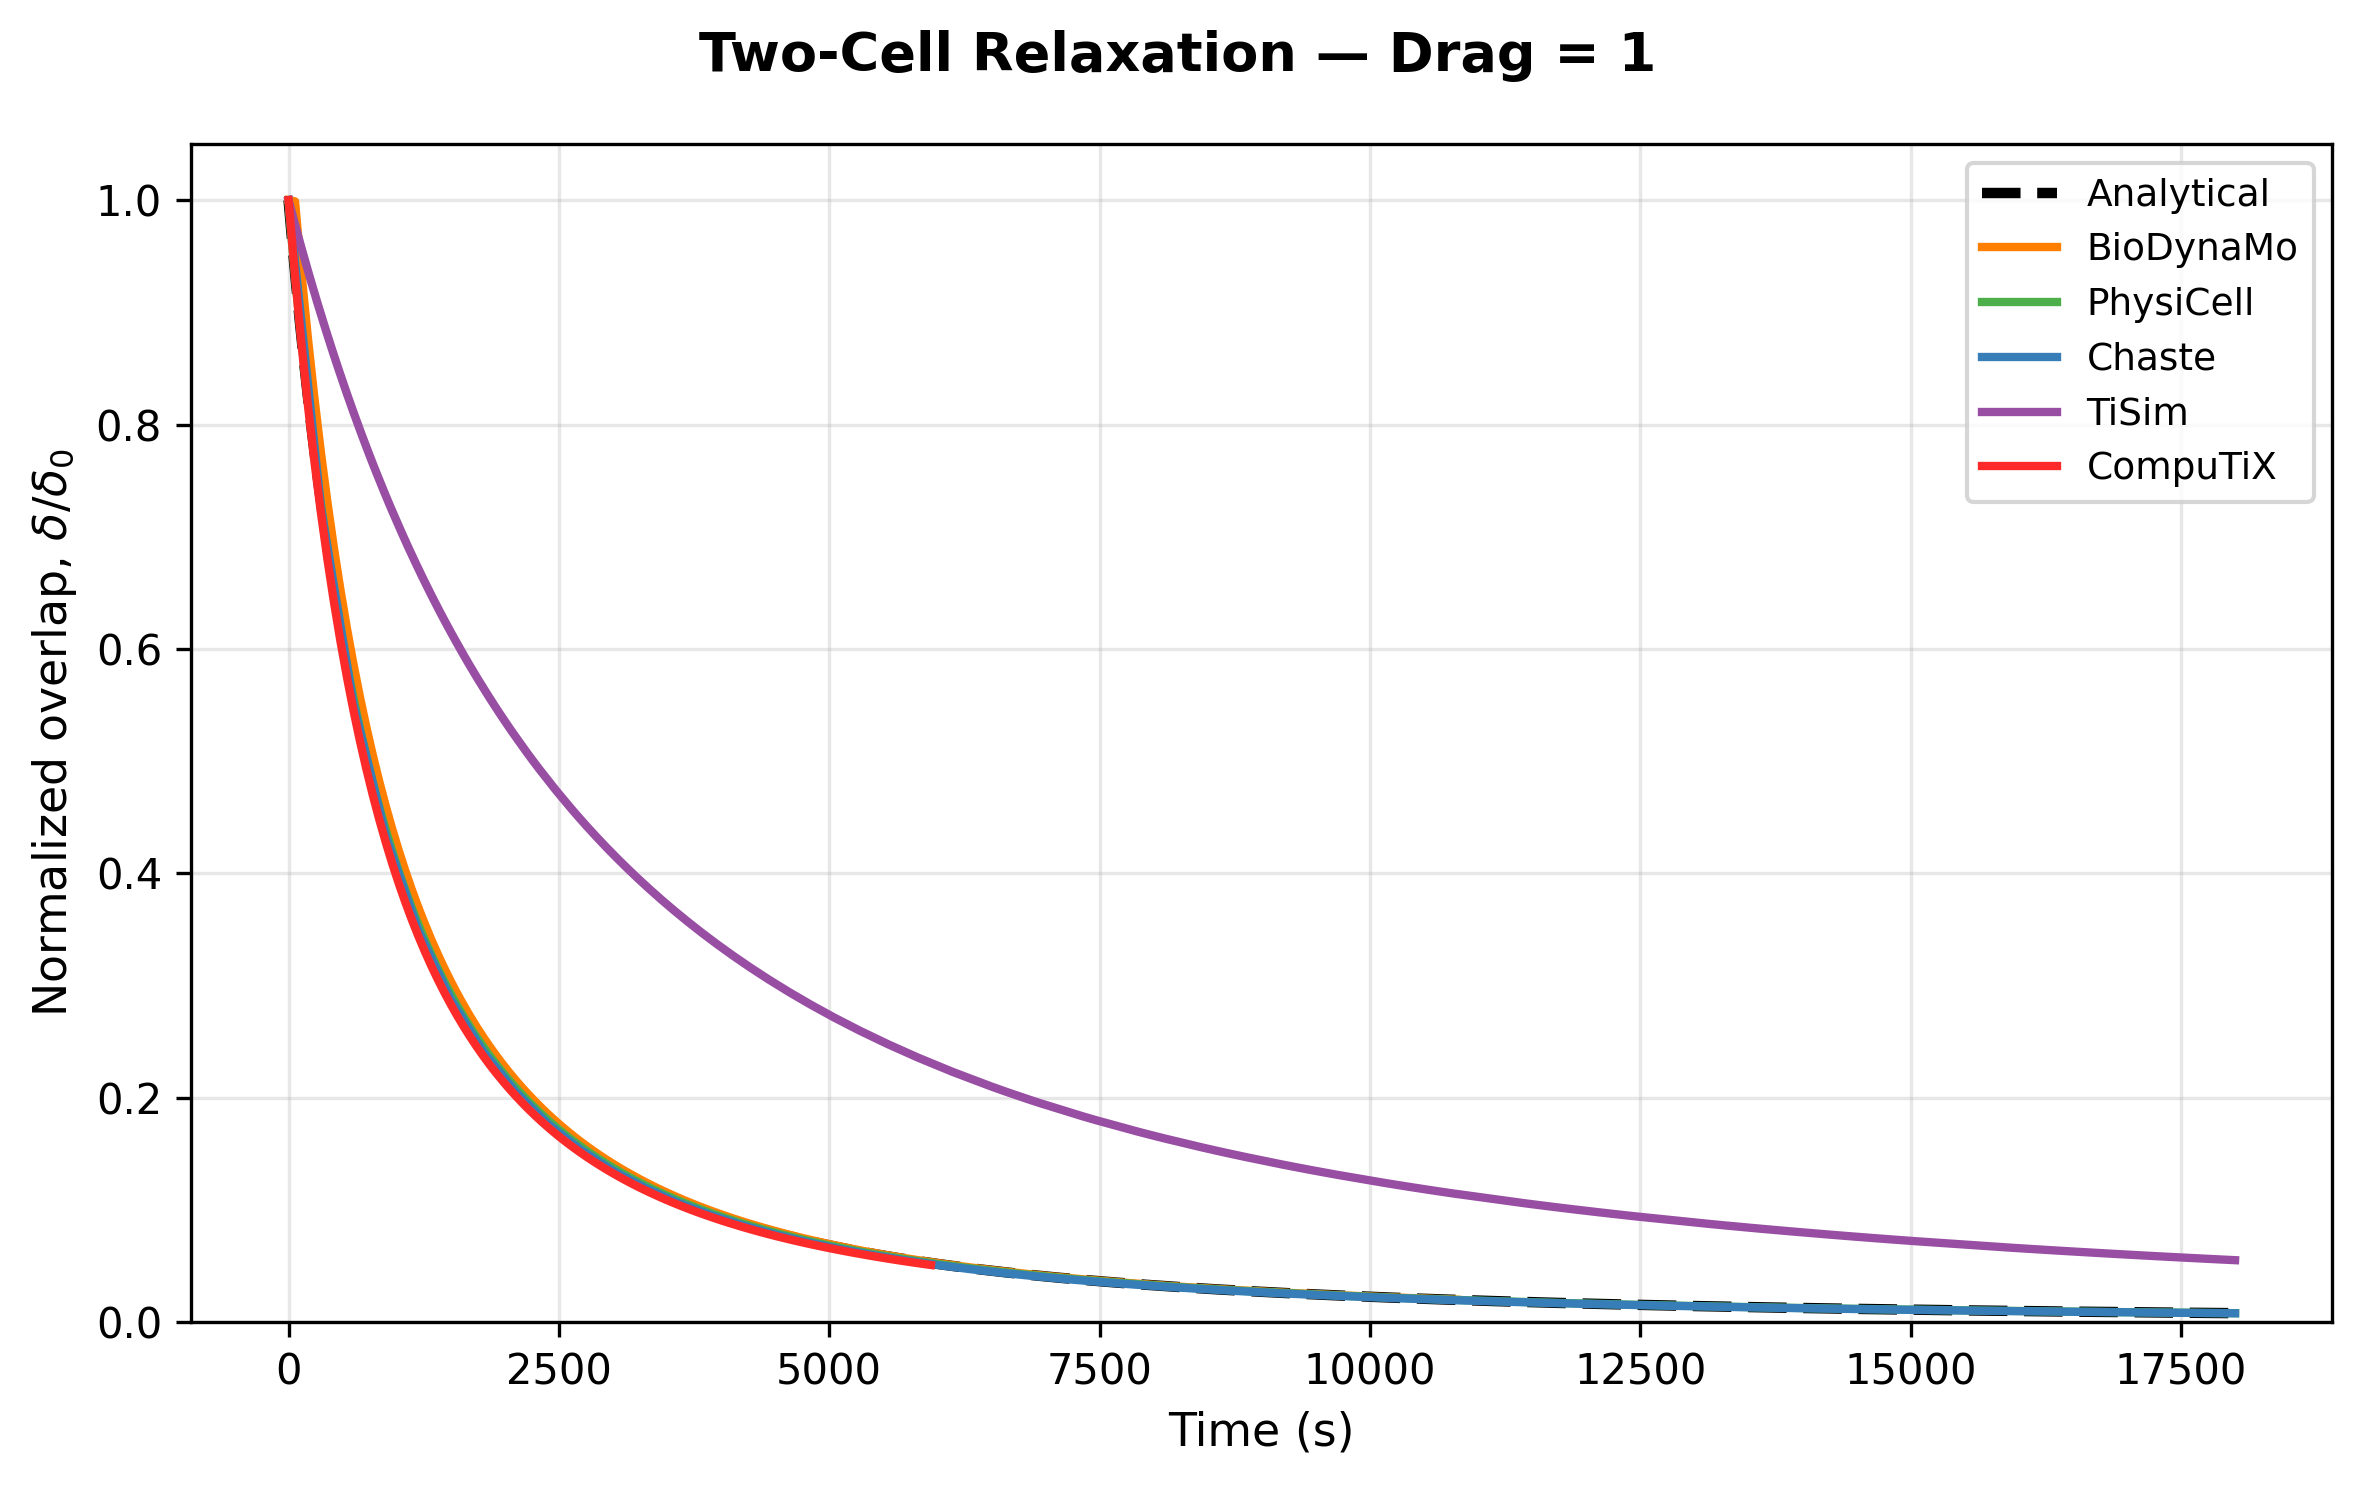 Two-Cell Relaxation — Drag = 1
Normalized overlap, δ/δ₀
1.0
0.8
0.6
0.4
0.2
0.0
Analytical
BioDynaMo
PhysiCell
Chaste
TiSim
CompuTiX
0 2500 5000 7500 10000 12500 15000 17500
Time (s)